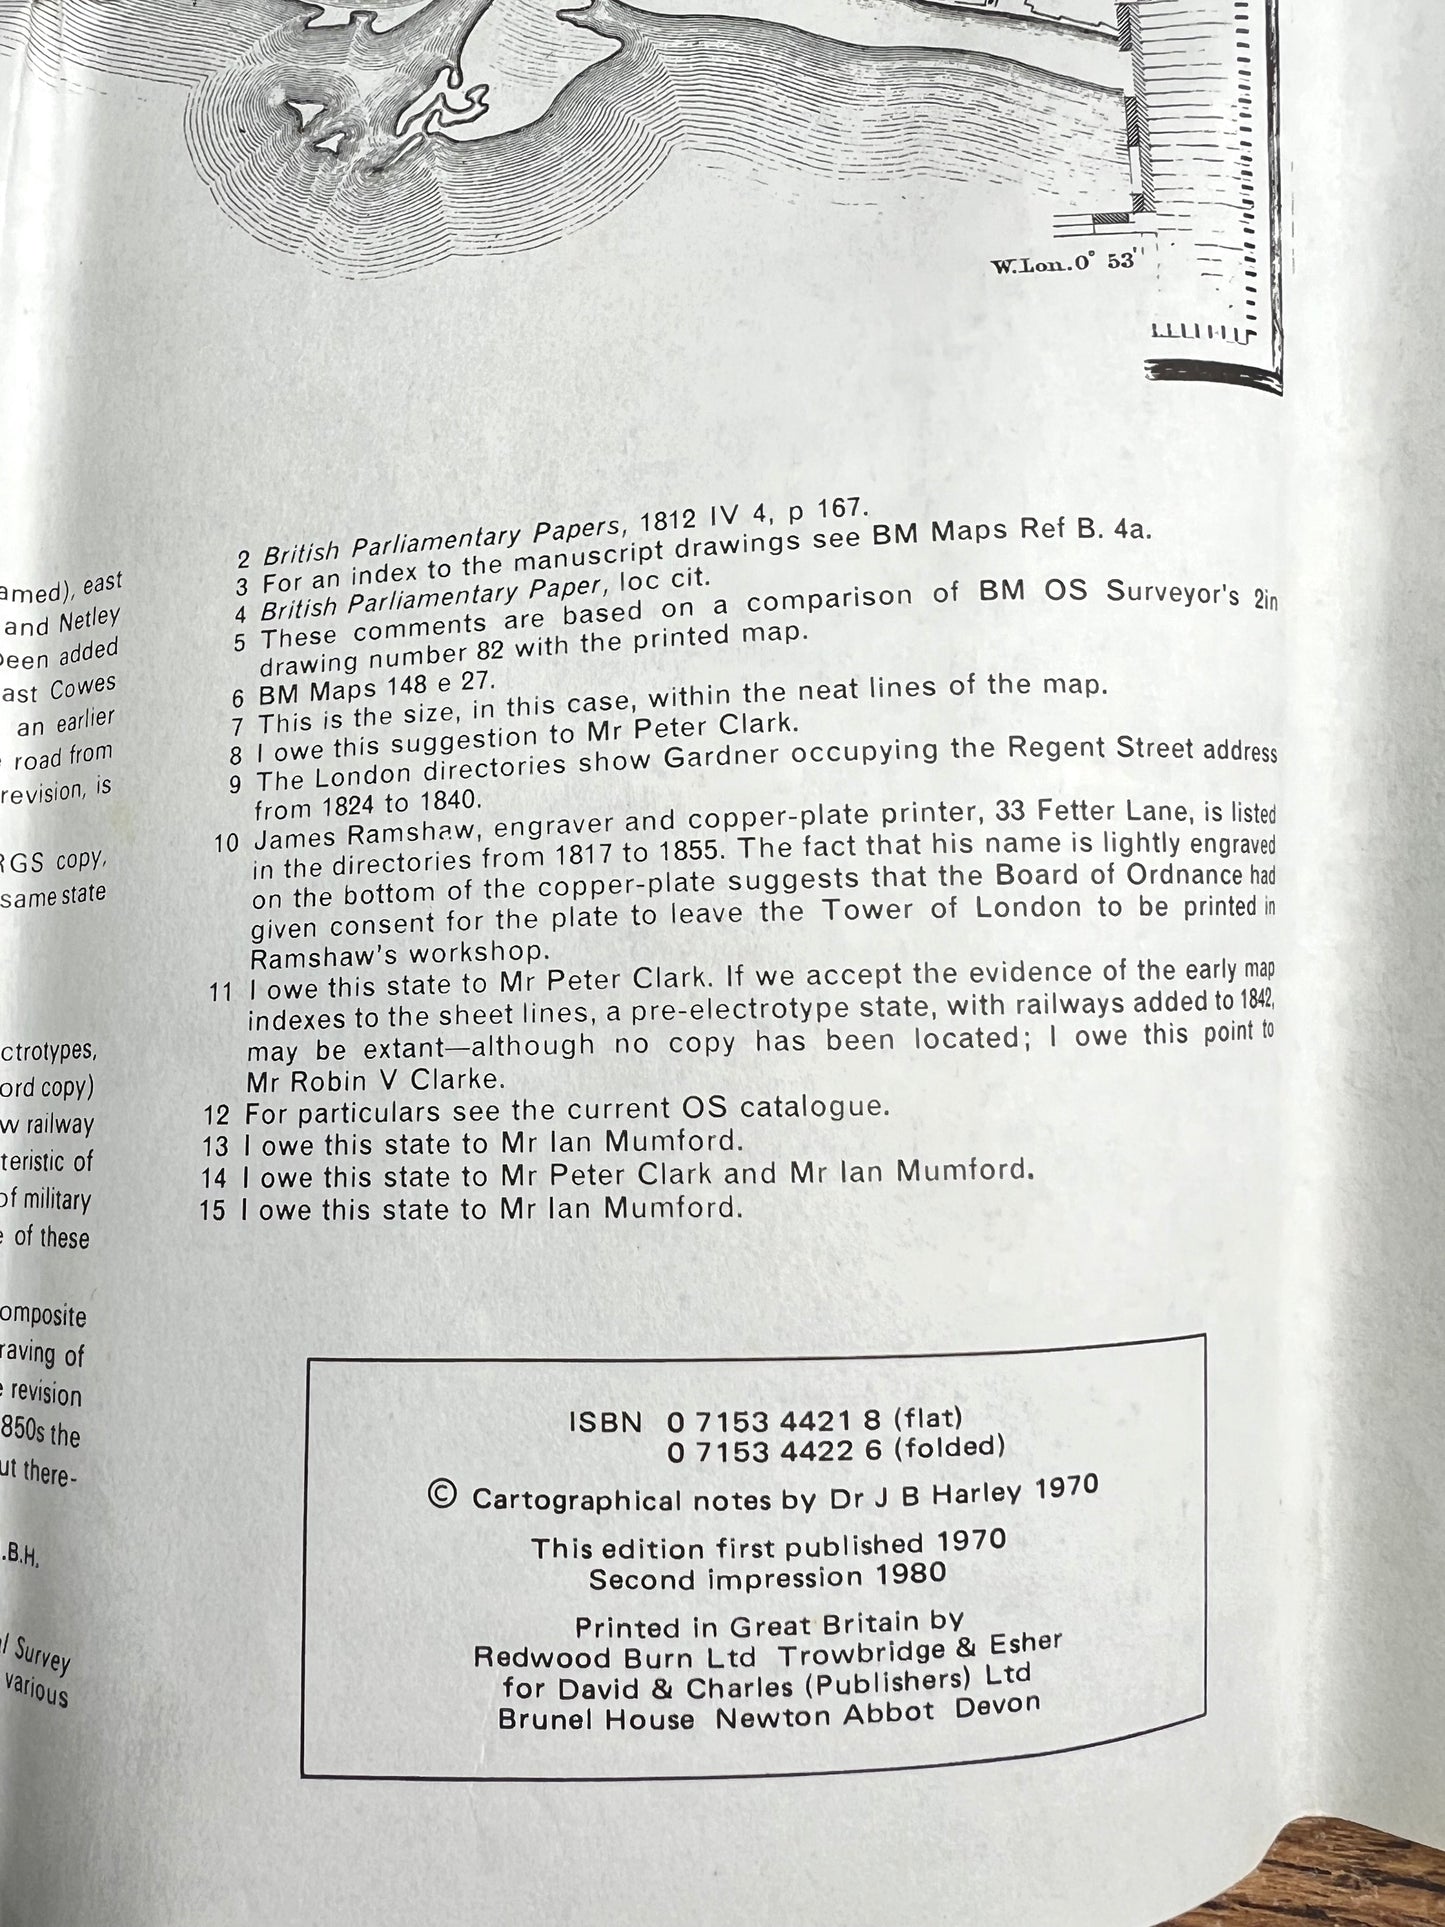 W.Lon.0° 53'
amed), east
and Netley
been added
ast Cowes
an earlier
road from
revision, is
RGS copy,
same state
ctrotypes,
ord copy)
w railway
teristic of
of military
of these
omposite
raving of
revision
850s the
ut there-
.B.H.
l Survey
various
2 British Parliamentary Papers, 1812 IV 4, p 167.
3 For an index to the manuscript drawings see BM Maps Ref B. 4a.
4 British Parliamentary Paper, loc cit.
5 These comments are based on a comparison of BM OS Surveyor's 2in
drawing number 82 with the printed map.
6 BM Maps 148 e 27.
7 This is the size, in this case, within the neat lines of the map.
8 I owe this suggestion to Mr Peter Clark.
9 The London directories show Gardner occupying the Regent Street address
from 1824 to 1840.
10 James Ramshaw, engraver and copper-plate printer, 33 Fetter Lane, is listed
in the directories from 1817 to 1855. The fact that his name is lightly engraved
on the bottom of the copper-plate suggests that the Board of Ordnance had
given consent for the plate to leave the Tower of London to be printed in
Ramshaw's workshop.
11 I owe this state to Mr Peter Clark. If we accept the evidence of the early map
indexes to the sheet lines, a pre-electrotype state, with railways added to 1842,
may be extant—although no copy has been located; I owe this point to
Mr Robin V Clarke.
12 For particulars see the current OS catalogue.
13 I owe this state to Mr Ian Mumford.
14 I owe this state to Mr Peter Clark and Mr Ian Mumford.
15 I owe this state to Mr Ian Mumford.
ISBN 0 7153 4421 8 (flat)
0 7153 4422 6 (folded)
© Cartographical notes by Dr J B Harley 1970
This edition first published 1970
Second impression 1980
Printed in Great Britain by
Redwood Burn Ltd Trowbridge & Esher
for David & Charles (Publishers) Ltd
Brunel House Newton Abbot Devon